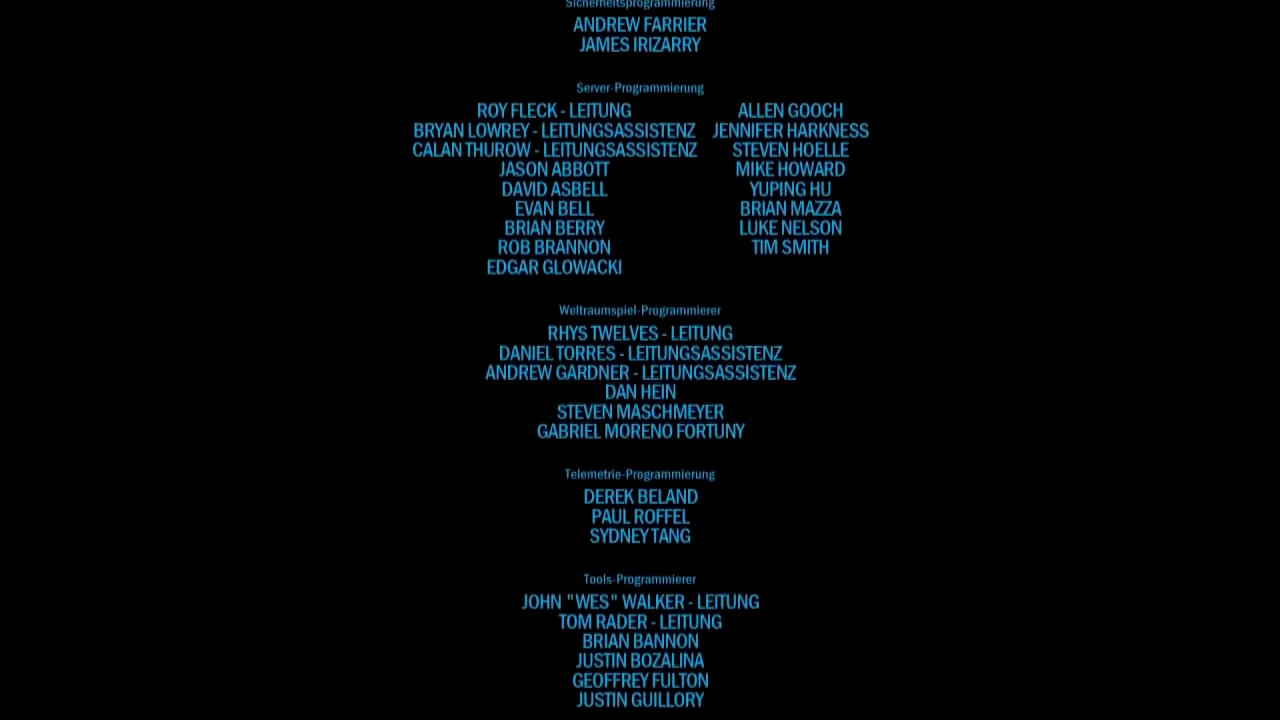 Sicherheitsprogrammierung
ANDREW FARRIER
JAMES IRIZARRY
Server-Programmierung
ROY FLECK - LEITUNG
BRYAN LOWREY - LEITUNGSASSISTENZ
CALAN THUROW - LEITUNGSASSISTENZ
JASON ABBOTT
DAVID ASBELL
EVAN BELL
BRIAN BERRY
ROB BRANNON
EDGAR GLOWACKI
ALLEN GOOCH
JENNIFER HARKNESS
STEVEN HOELLE
MIKE HOWARD
YUPING HU
BRIAN MAZZA
LUKE NELSON
TIM SMITH
Weltraumspiel-Programmierer
RHYS TWELVES - LEITUNG
DANIEL TORRES - LEITUNGSASSISTENZ
ANDREW GARDNER - LEITUNGSASSISTENZ
DAN HEIN
STEVEN MASCHMEYER
GABRIEL MORENO FORTUNY
Telemetrie-Programmierung
DEREK BELAND
PAUL ROFFEL
SYDNEY TANG
Tools-Programmierer
JOHN "WES" WALKER - LEITUNG
TOM RADER - LEITUNG
BRIAN BANNON
JUSTIN BOZALINA
GEOFFREY FULTON
JUSTIN GUILLORY